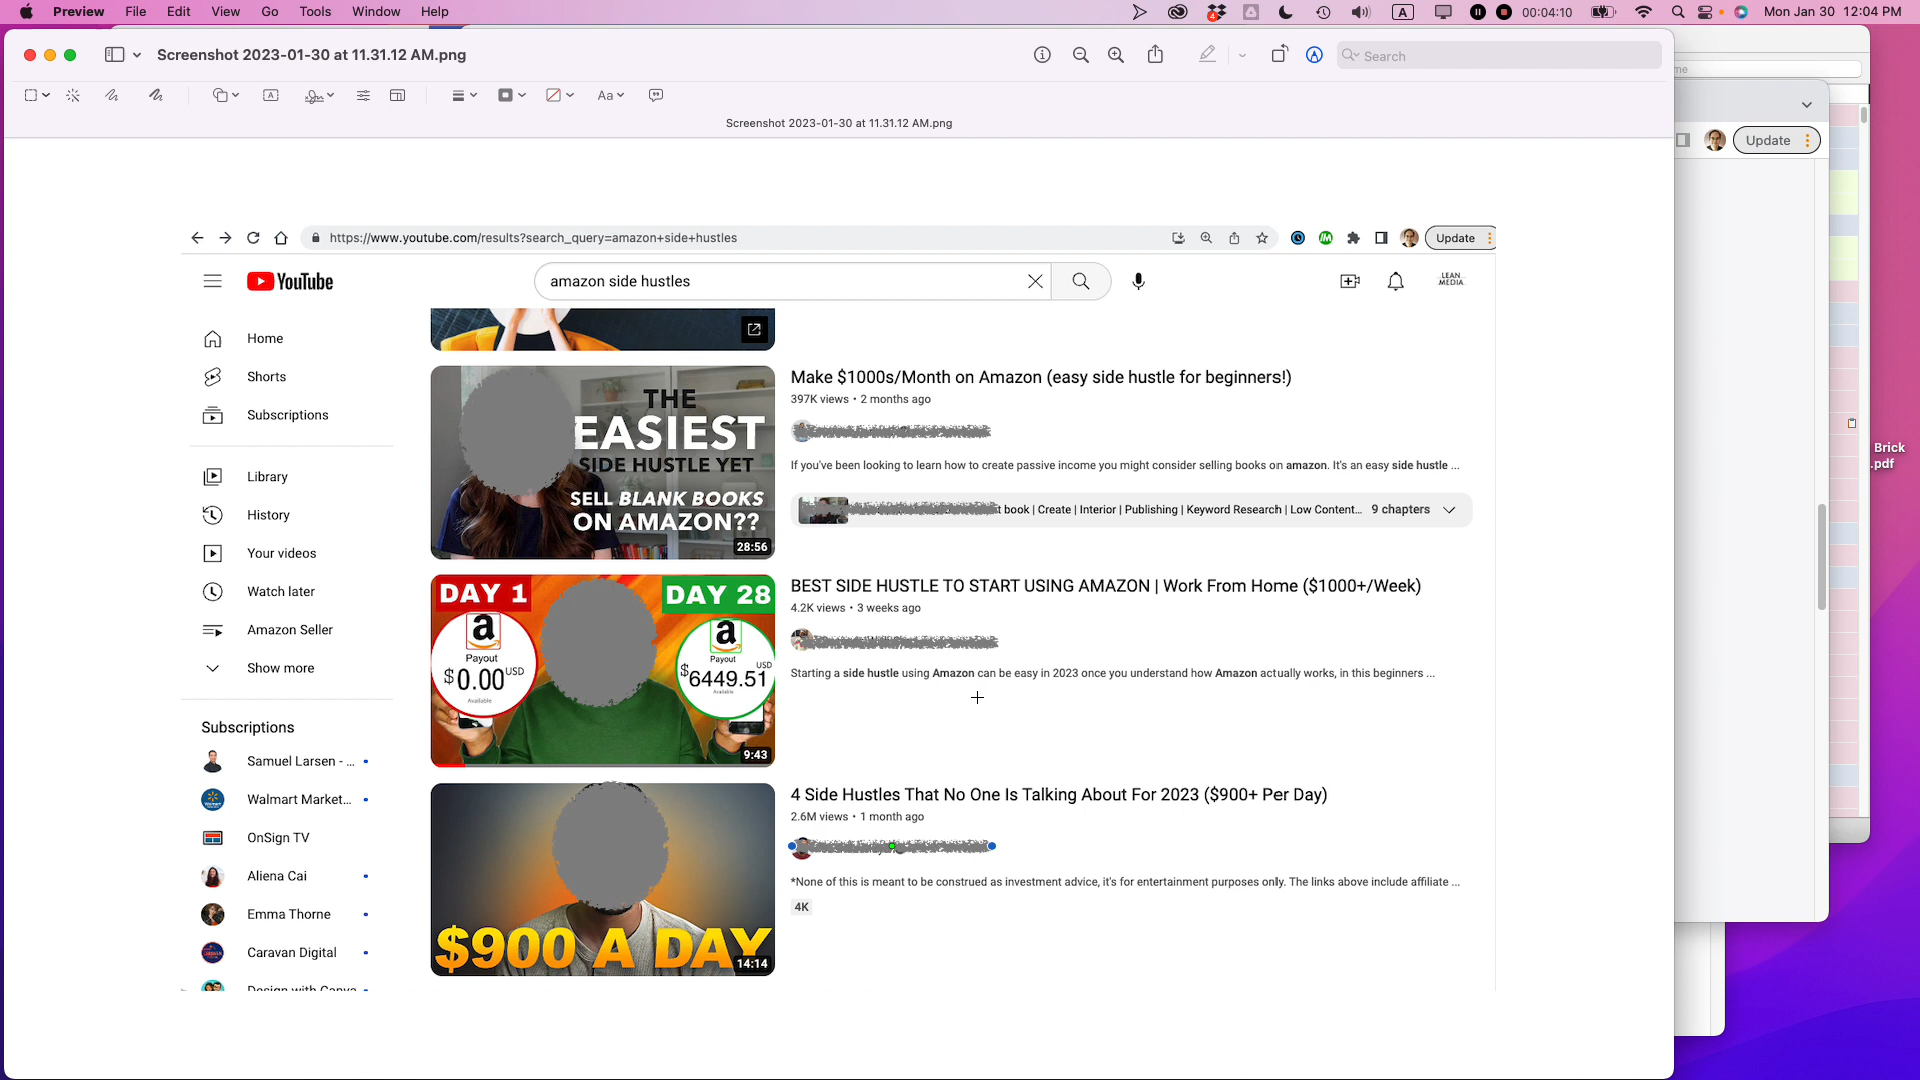 Preview File Edit View Go Tools Window Help
4 A 00:04:10 Mon Jan 30 12:04 PM
Screenshot 2023-01-30 at 11.31.12 AM.png
Search
Aa
Screenshot 2023-01-30 at 11.31.12 AM.png
Update
https://www.youtube.com/results?search_query=amazon+side+hustles
Update
YouTube
amazon side hustles
LEAN
MEDIA
Home
Shorts
Subscriptions
Library
History
Your videos
Watch later
Amazon Seller
Show more
Subscriptions
Samuel Larsen - ...
Walmart Market...
OnSign TV
Aliena Cai
Emma Thorne
Caravan Digital
Design with Canva
THE
EASIEST
SIDE HUSTLE YET
SELL BLANK BOOKS
ON AMAZON??
28:56
Make $1000s/Month on Amazon (easy side hustle for beginners!)
397K views • 2 months ago
If you've been looking to learn how to create passive income you might consider selling books on amazon. It's an easy side hustle ...
t book | Create | Interior | Publishing | Keyword Research | Low Content... 9 chapters
DAY 1
DAY 28
a
Payout
$0.00 USD
Available
a
Payout
$6449.51 USD
Available
9:43
BEST SIDE HUSTLE TO START USING AMAZON | Work From Home ($1000+/Week)
4.2K views • 3 weeks ago
Starting a side hustle using Amazon can be easy in 2023 once you understand how Amazon actually works, in this beginners ...
$900 A DAY
14:14
4 Side Hustles That No One Is Talking About For 2023 ($900+ Per Day)
2.6M views • 1 month ago
*None of this is meant to be construed as investment advice, it's for entertainment purposes only. The links above include affiliate ...
4K
Brick
.pdf